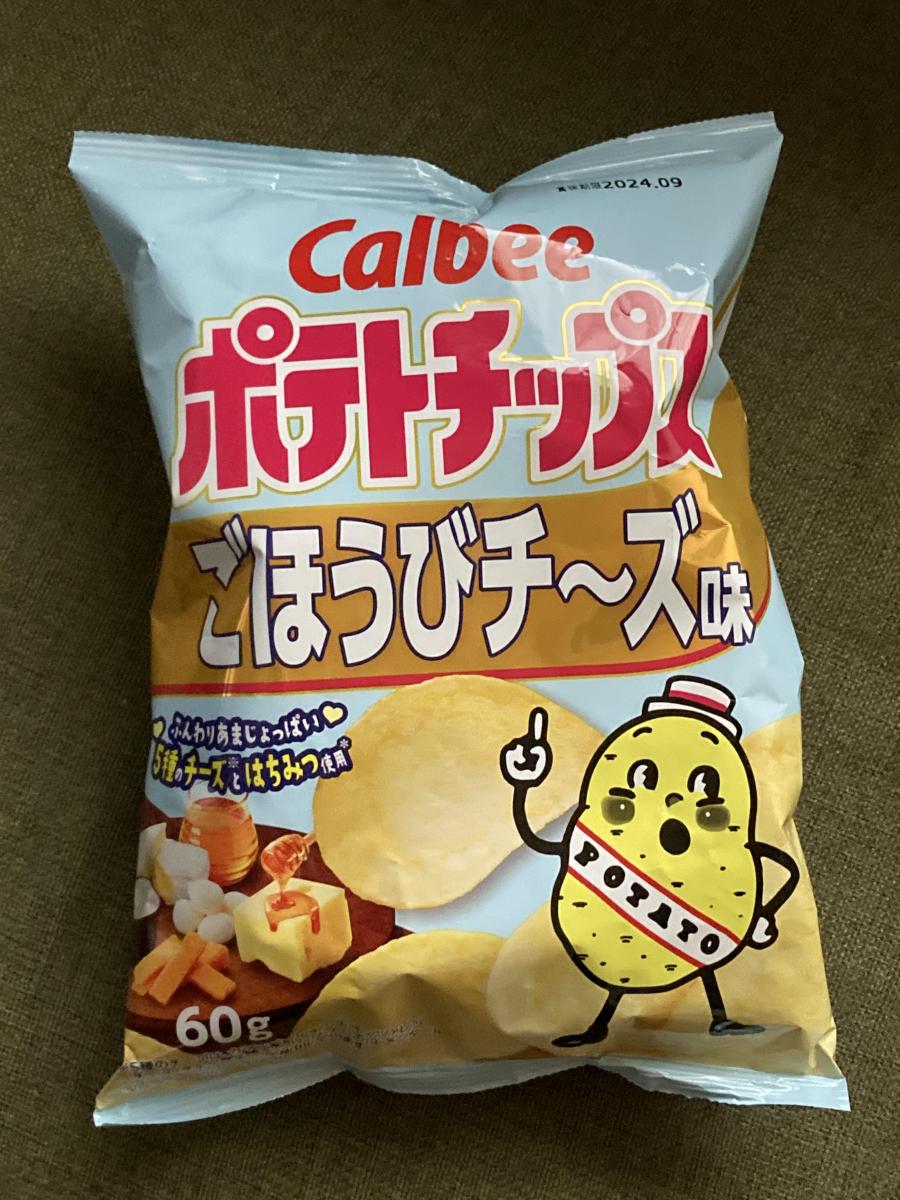 賞味期限2024.09
Calbee
ポテトチップス
ごほうびチ〜ズ味
ふんわりあまじょっぱい
5種のチーズ※とはちみつ使用※
POTATO
60g